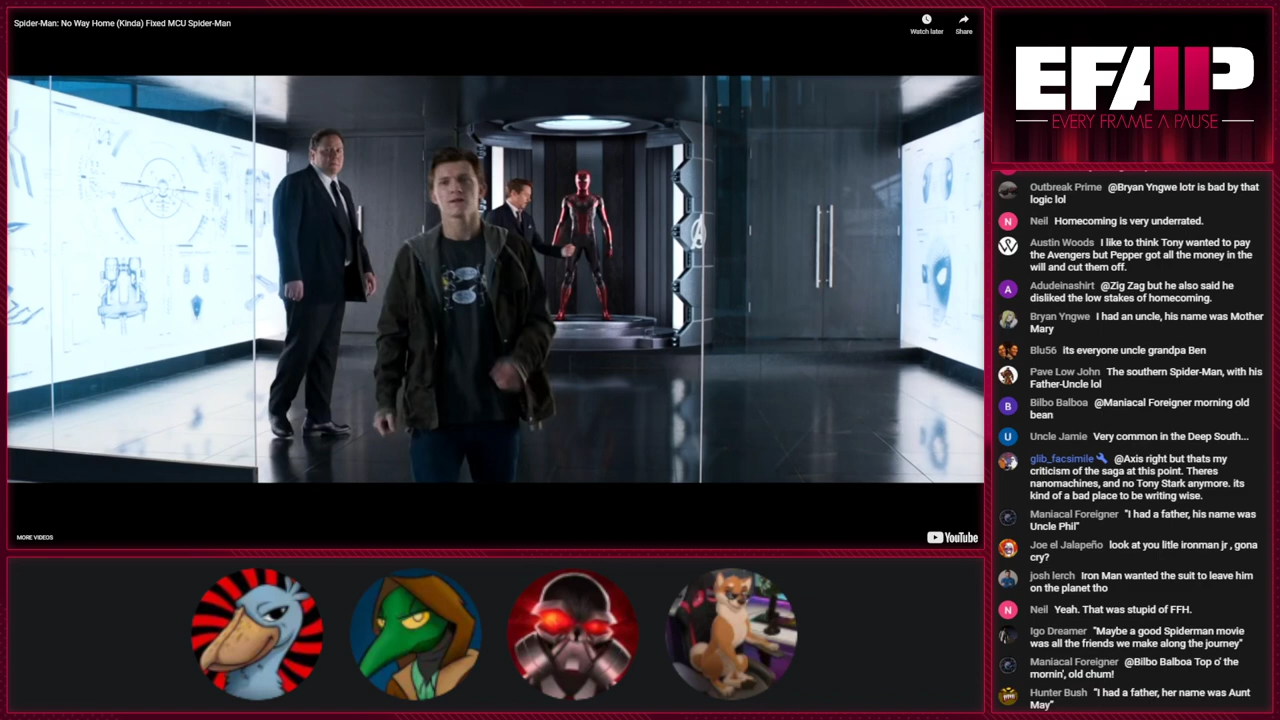 Spider-Man: No Way Home (Kinda) Fixed MCU Spider-Man
Watch later
Share
MORE VIDEOS
YouTube
EFAP
EVERY FRAME A PAUSE
Outbreak Prime @Bryan Yngwe lotr is bad by that
logic lol
N
Neil Homecoming is very underrated.
Austin Woods I like to think Tony wanted to pay
the Avengers but Pepper got all the money in the
will and cut them off.
A
Adudeinashirt @Zig Zag but he also said he
disliked the low stakes of homecoming.
Bryan Yngwe I had an uncle, his name was Mother
Mary
Blu56 its everyone uncle grandpa Ben
Pave Low John The southern Spider-Man, with his
Father-Uncle lol
B
Bilbo Balboa @Maniacal Foreigner morning old
bean
U
Uncle Jamie Very common in the Deep South...
glib_facsimile @Axis right but thats my
criticism of the saga at this point. Theres
nanomachines, and no Tony Stark anymore. its
kind of a bad place to be writing wise.
Maniacal Foreigner "I had a father, his name was
Uncle Phil"
Joe el Jalapeño look at you litle ironman jr , gona
cry?
josh lerch Iron Man wanted the suit to leave him
on the planet tho
N
Neil Yeah. That was stupid of FFH.
Igo Dreamer "Maybe a good Spiderman movie
was all the friends we make along the journey"
Maniacal Foreigner @Bilbo Balboa Top o' the
mornin', old chum!
Hunter Bush "I had a father, her name was Aunt
May"